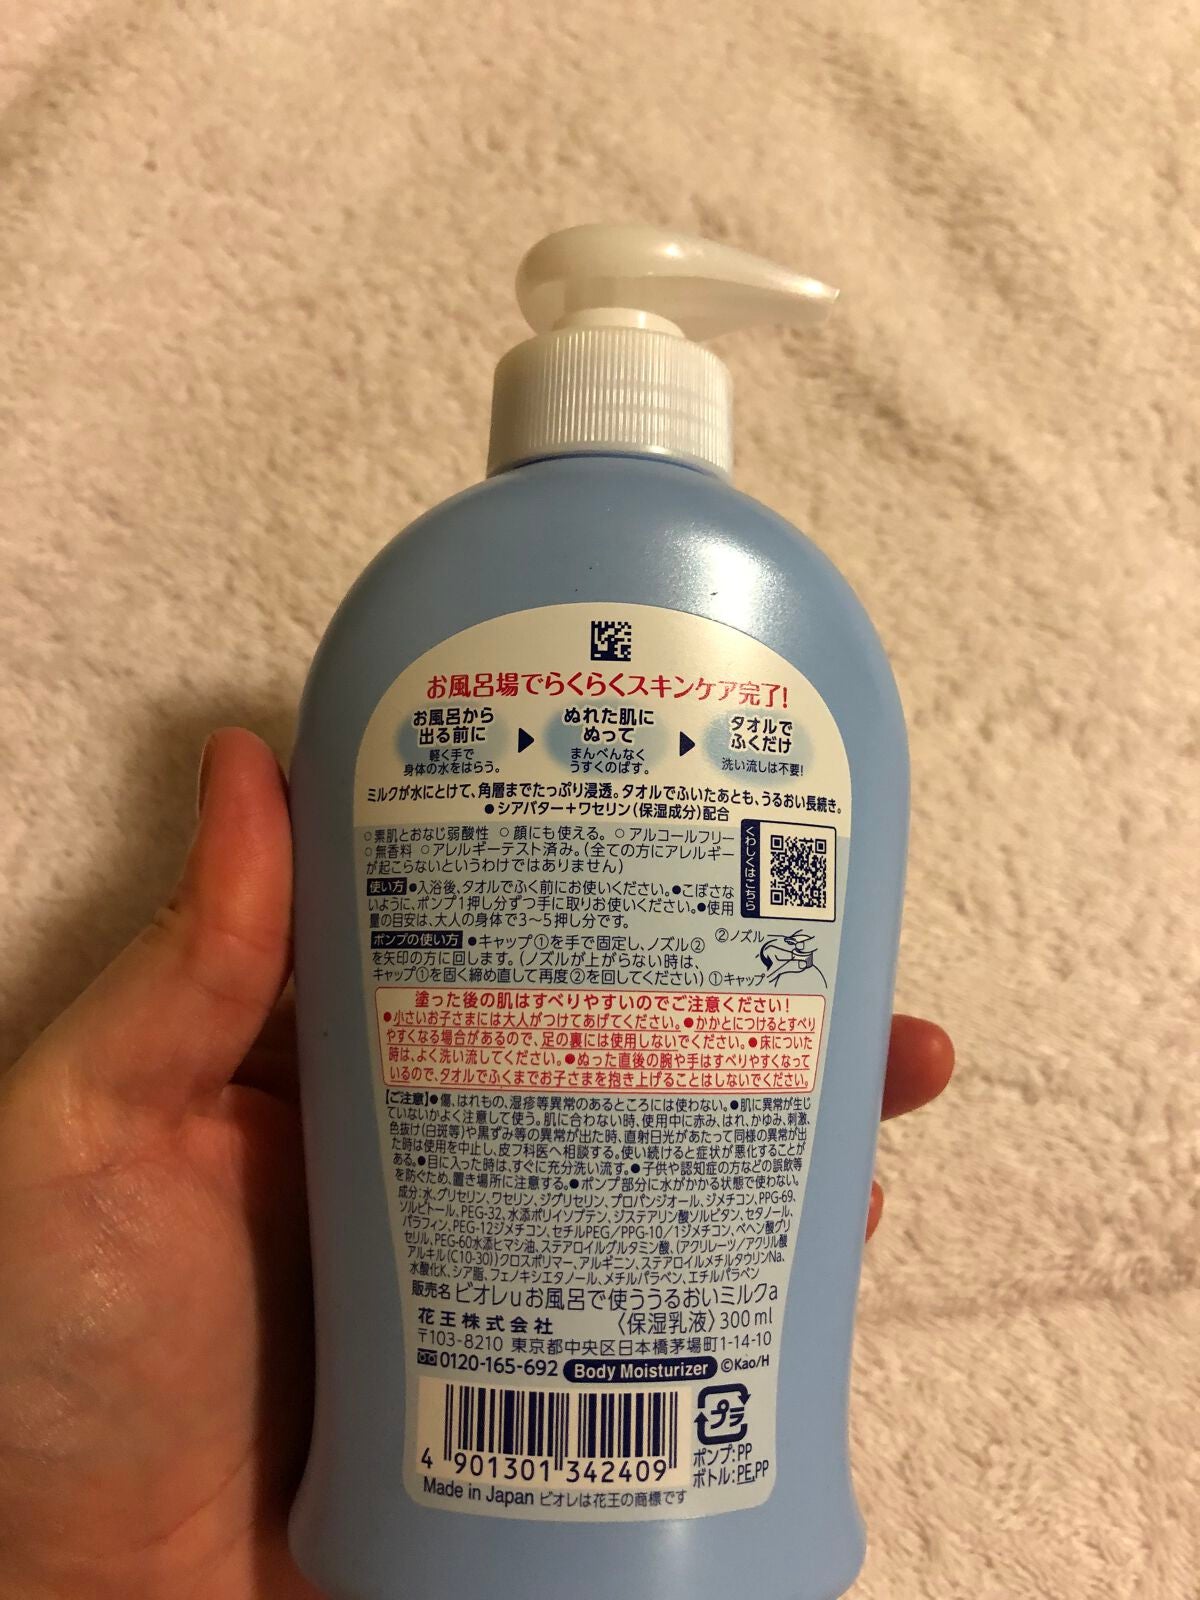 お風呂場でらくらくスキンケア完了!
お風呂から
出る前に
軽く手で
身体の水をはらう。
ぬれた肌に
ぬって
まんべんなく
うすくのばす。
タオルで
ふくだけ
洗い流しは不要!
ミルクが水にとけて、角層までたっぷり浸透。タオルでふいたあとも、うるおい長続き。
●シアバター+ワセリン(保湿成分)配合
○素肌とおなじ弱酸性 ○顔にも使える。 ○アルコールフリー
○無香料 ○アレルギーテスト済み。(全ての方にアレルギー
が起こらないというわけではありません)
くわしくはこちら
使い方 ●入浴後、タオルでふく前にお使いください。●こぼさな
いように、ポンプ1押し分ずつ手に取りお使いください。●使用
量の目安は、大人の身体で3〜5押し分です。
ポンプの使い方 ●キャップ①を手で固定し、ノズル②
を矢印の方に回します。(ノズルが上がらない時は、
キャップ①を固く締め直して再度②を回してください)
②ノズル
①キャップ
塗った後の肌はすべりやすいのでご注意ください!
●小さいお子さまには大人がつけてあげてください。●かかとにつけるとすべり
やすくなる場合があるので、足の裏には使用しないでください。●床についた
時は、よく洗い流してください。●ぬった直後の腕や手はすべりやすくなって
いるので、タオルでふくまでお子さまを抱き上げることはしないでください。
【ご注意】●傷、はれもの、湿疹等異常のあるところには使わない。●肌に異常が生じ
ていないかよく注意して使う。肌に合わない時、使用中に赤み、はれ、かゆみ、刺激、
色抜け(白斑等)や黒ずみ等の異常が出た時、直射日光があたって同様の異常が出
た時は使用を中止し、皮フ科医へ相談する。使い続けると症状が悪化することが
ある。●目に入った時は、すぐに充分洗い流す。●子供や認知症の方などの誤飲等
を防ぐため、置き場所に注意する。●ポンプ部分に水がかかる状態で使わない。
成分:水、グリセリン、ワセリン、ジグリセリン、プロパンジオール、ジメチコン、PPG-69、
ソルビトール、PEG-32、水添ポリイソブテン、ジステアリン酸ソルビタン、セタノール、
パラフィン、PEG-12ジメチコン、セチルPEG/PPG-10/1ジメチコン、ベヘン酸グリ
セリル、PEG-60水添ヒマシ油、ステアロイルグルタミン酸、(アクリレーツ/アクリル酸
アルキル(C10-30))クロスポリマー、アルギニン、ステアロイルメチルタウリンNa、
水酸化K、シア脂、フェノキシエタノール、メチルパラベン、エチルパラベン
販売名 ビオレu お風呂で使ううるおいミルクa
花王株式会社 〈保湿乳液〉300ml
〒103-8210 東京都中央区日本橋茅場町1-14-10
0120-165-692 Body Moisturizer ©Kao/H
4 901301 342409
プラ
ポンプ:PP
ボトル:PE,PP
Made in Japan ビオレは花王の商標です